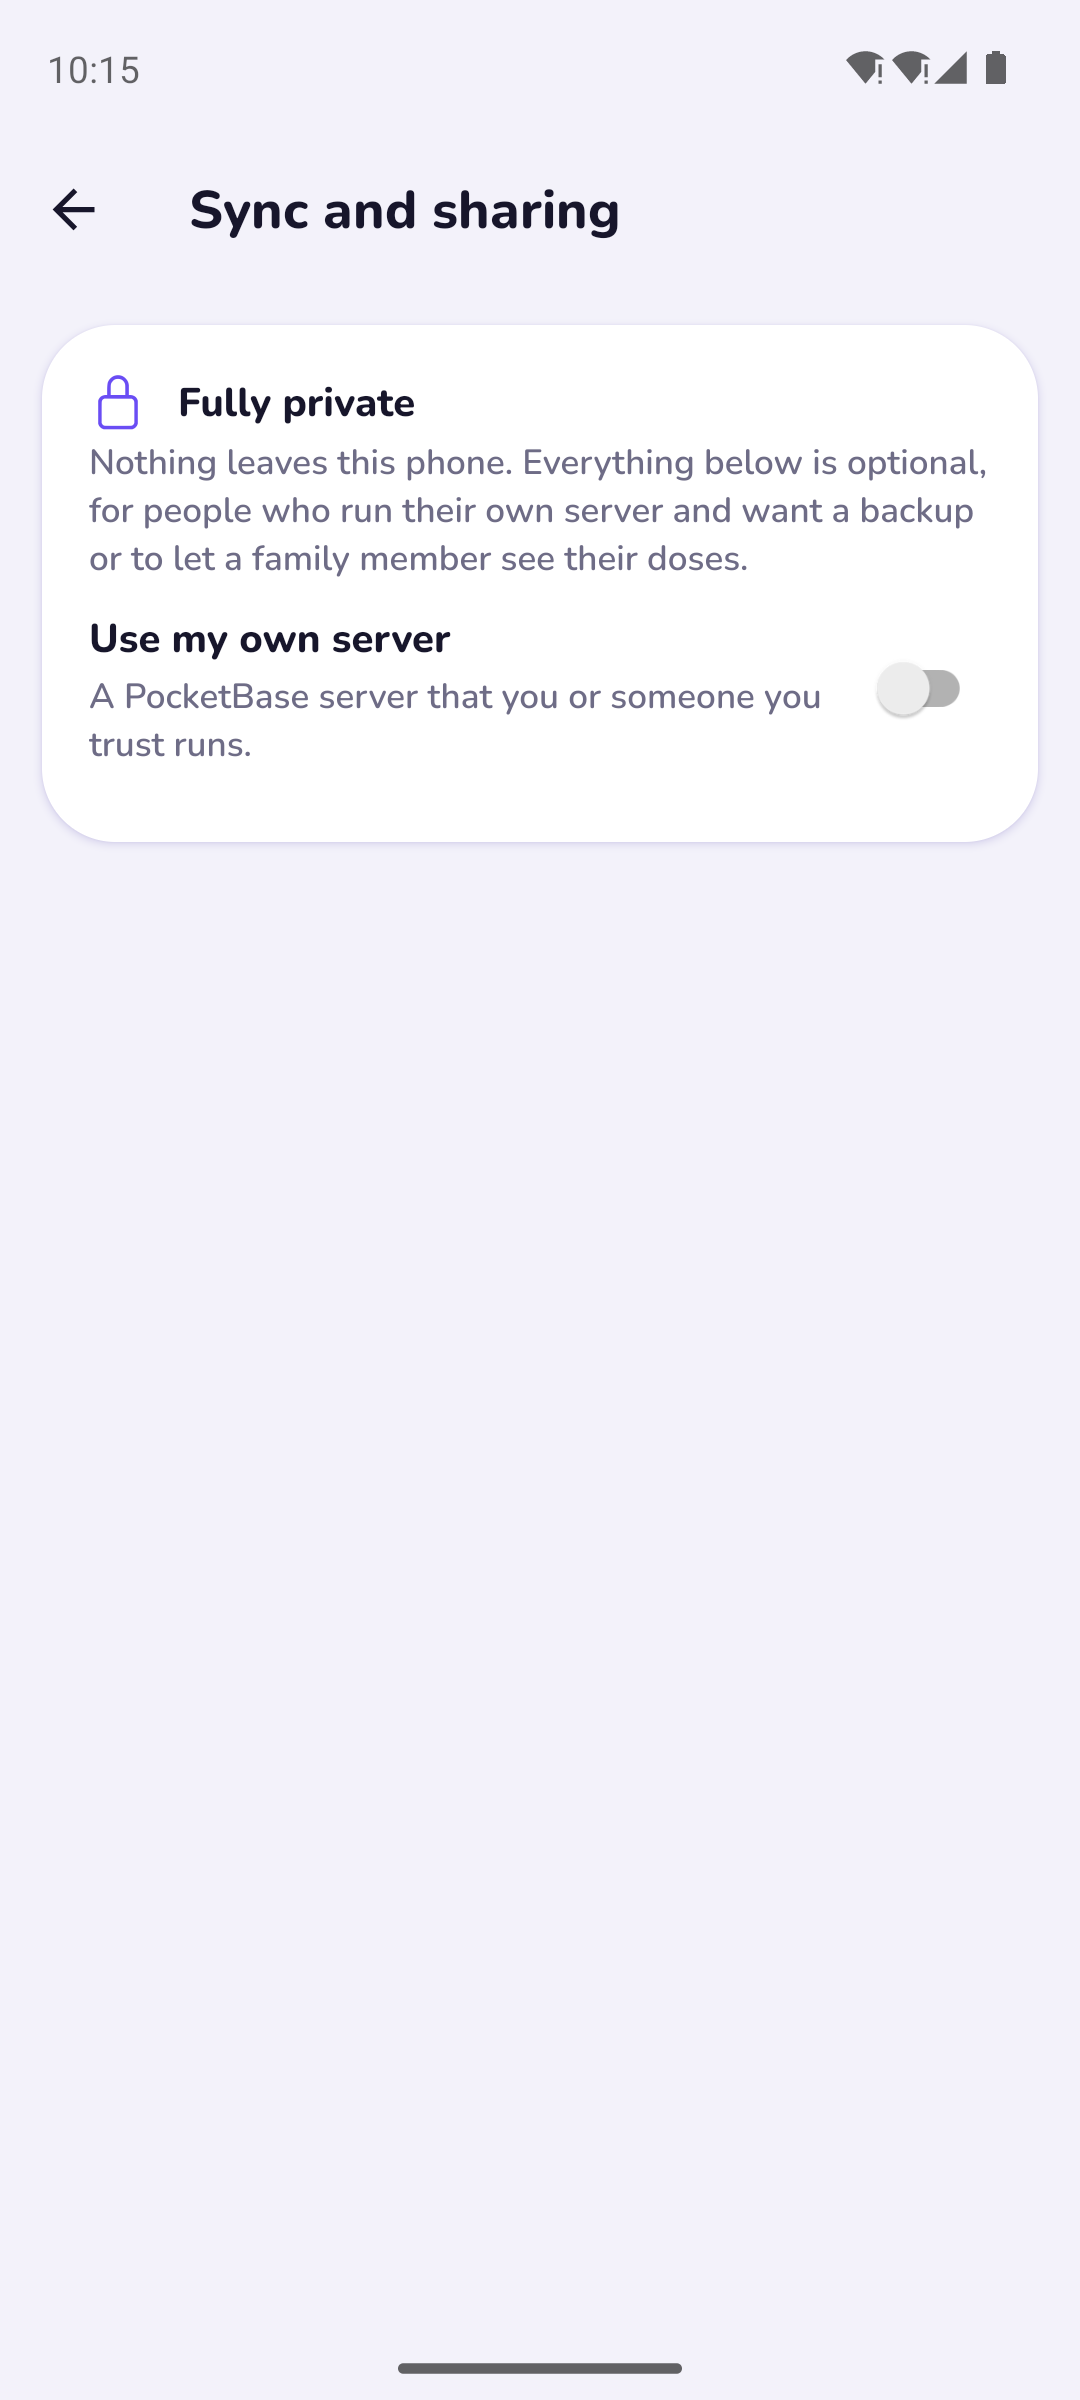 10:15
Sync and sharing
Fully private
Nothing leaves this phone. Everything below is optional,
for people who run their own server and want a backup
or to let a family member see their doses.
Use my own server
A PocketBase server that you or someone you
trust runs.